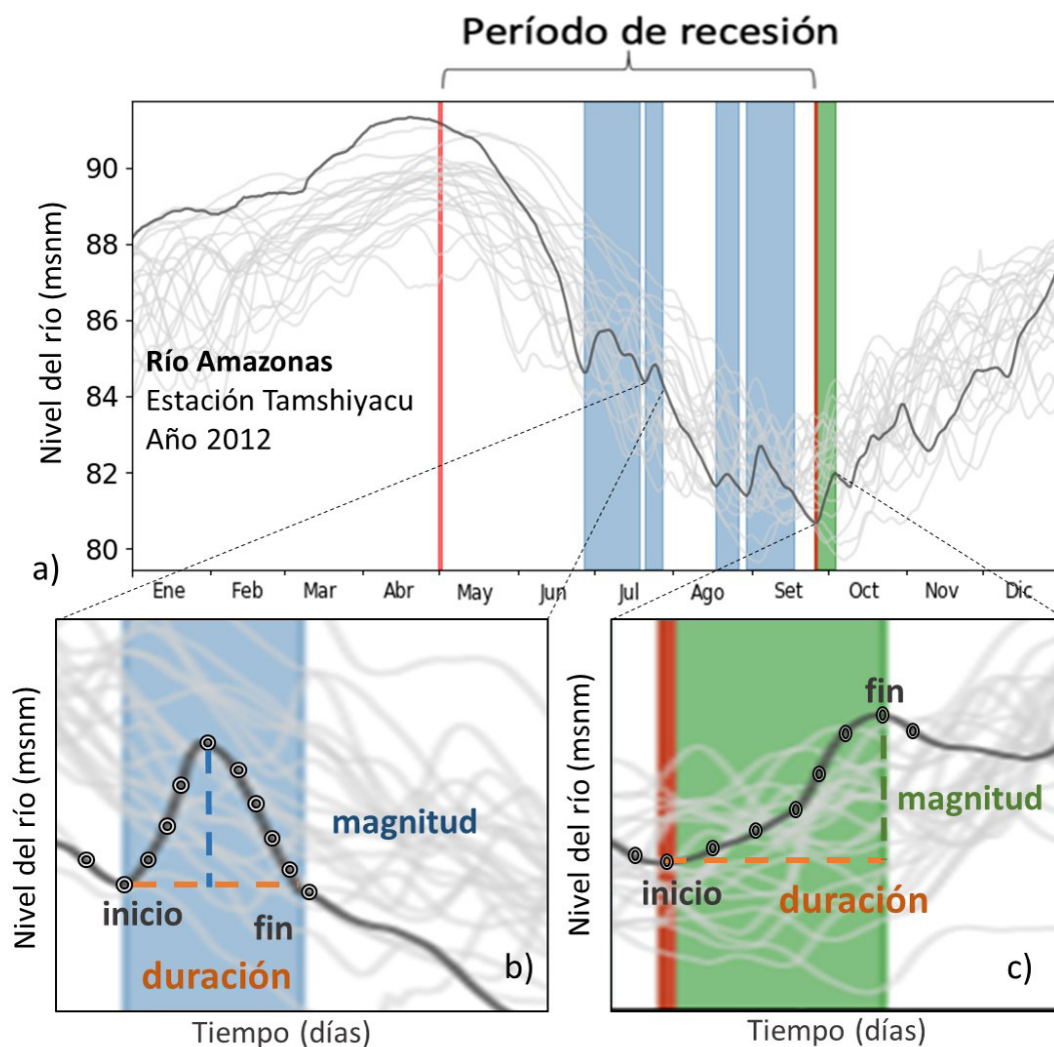 Período de recesión
Nivel del río (msnm)
90
88
86
84
82
80
Río Amazonas
Estación Tamshiyacu
Año 2012
a)
Ene Feb Mar Abr May Jun Jul Ago Set Oct Nov Dic
Nivel del río (msnm)
magnitud
inicio
fin
duración
b)
Tiempo (días)
Nivel del río (msnm)
fin
magnitud
inicio
duración
c)
Tiempo (días)